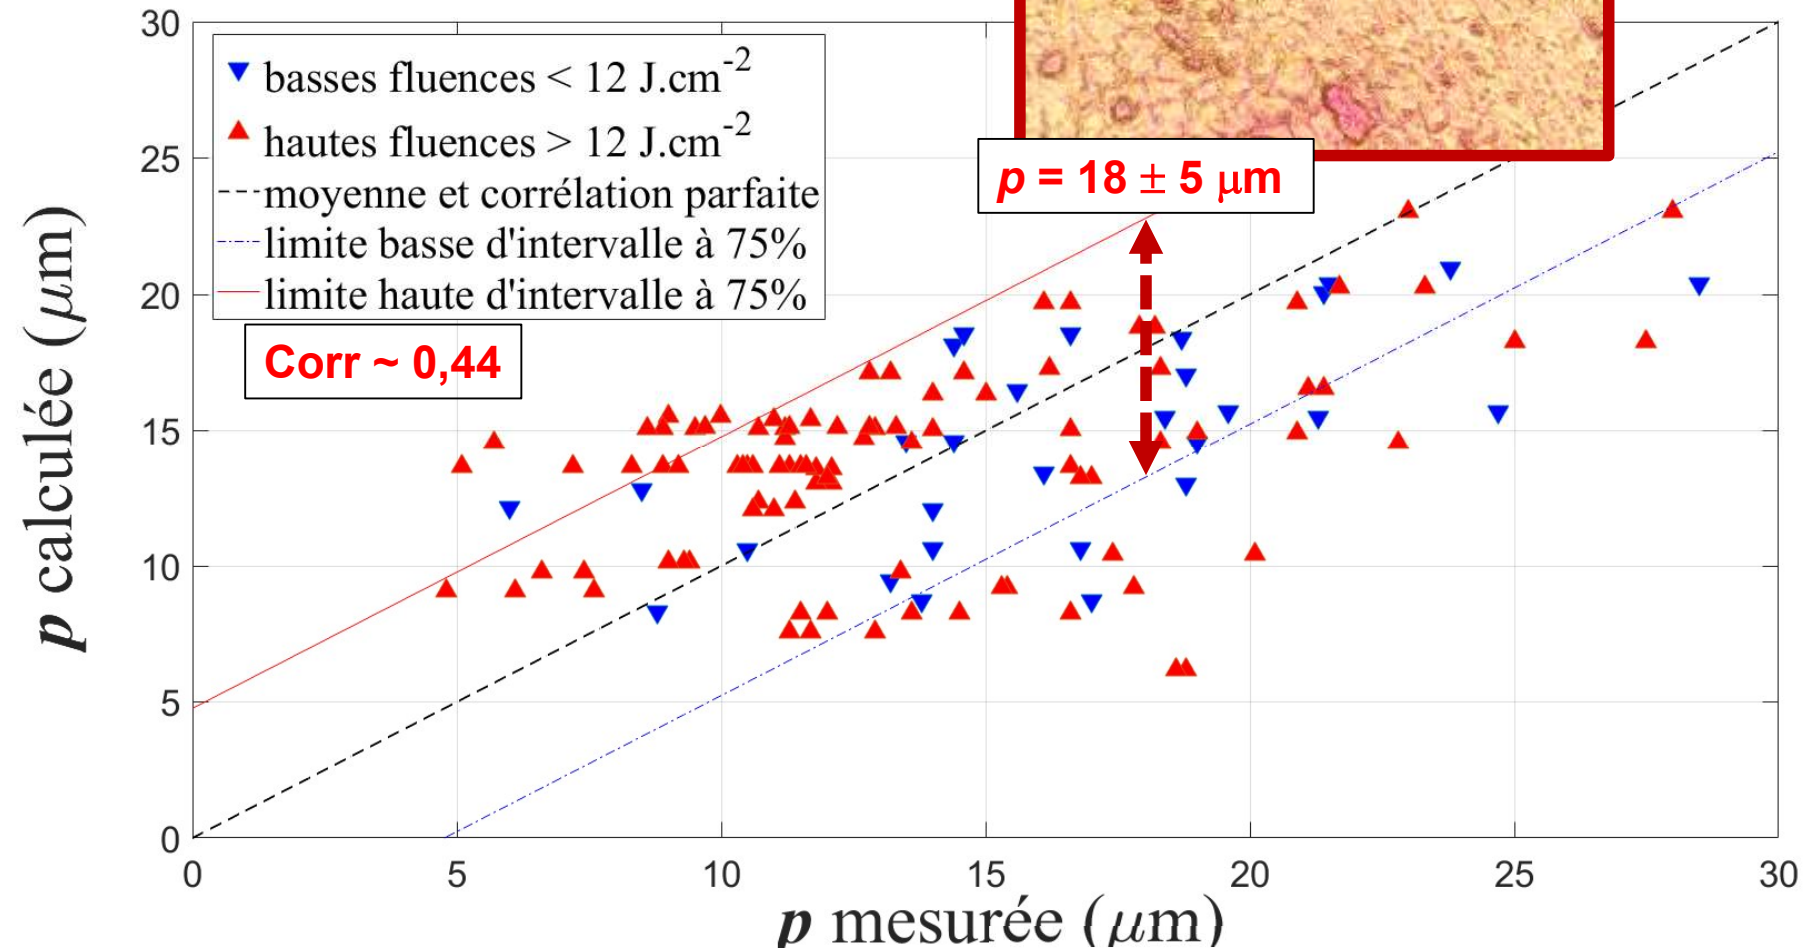 30
basses fluences < 12 J.cm-2
hautes fluences > 12 J.cm-2
moyenne et corrélation parfaite
limite basse d'intervalle à 75%
limite haute d'intervalle à 75%
p = 18 ± 5 μm
Corr ~ 0,44
25
20
15
10
5
0
p calculée (μm)
0 5 10 15 20 25 30
p mesurée (μm)